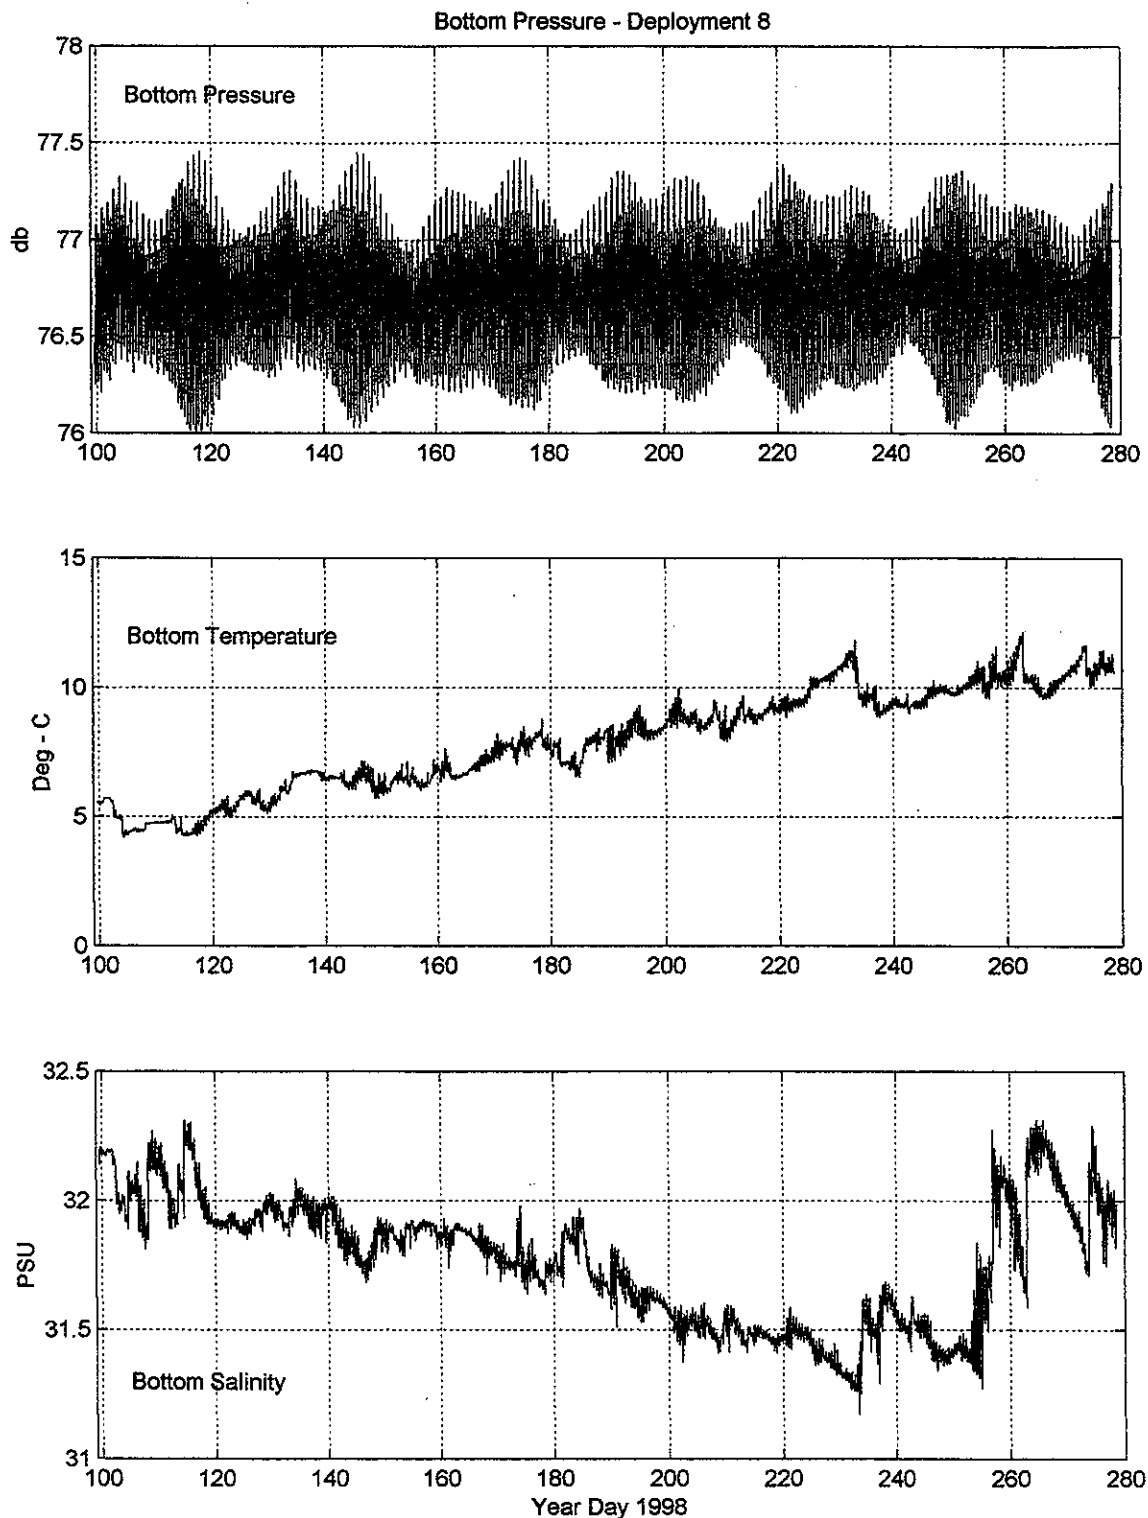 Bottom Pressure - Deployment 8
78
77.5
77
76.5
76
db
Bottom Pressure
100 120 140 160 180 200 220 240 260 280
15
10
5
0
Deg - C
Bottom Temperature
100 120 140 160 180 200 220 240 260 280
32.5
32
31.5
31
PSU
Bottom Salinity
100 120 140 160 180 200 220 240 260 280
Year Day 1998